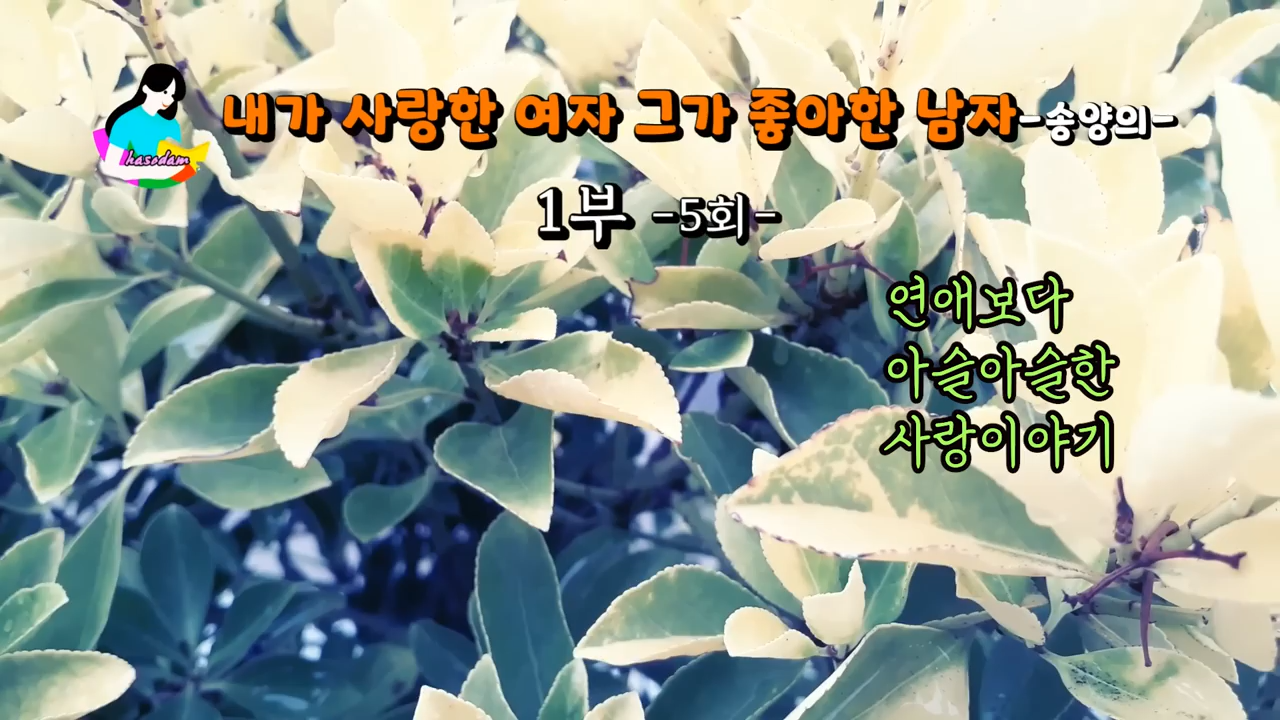 내가 사랑한 여자 그가 좋아한 남자-송양의-
hasodam
1부 -5회-
연애보다
아슬아슬한
사랑이야기